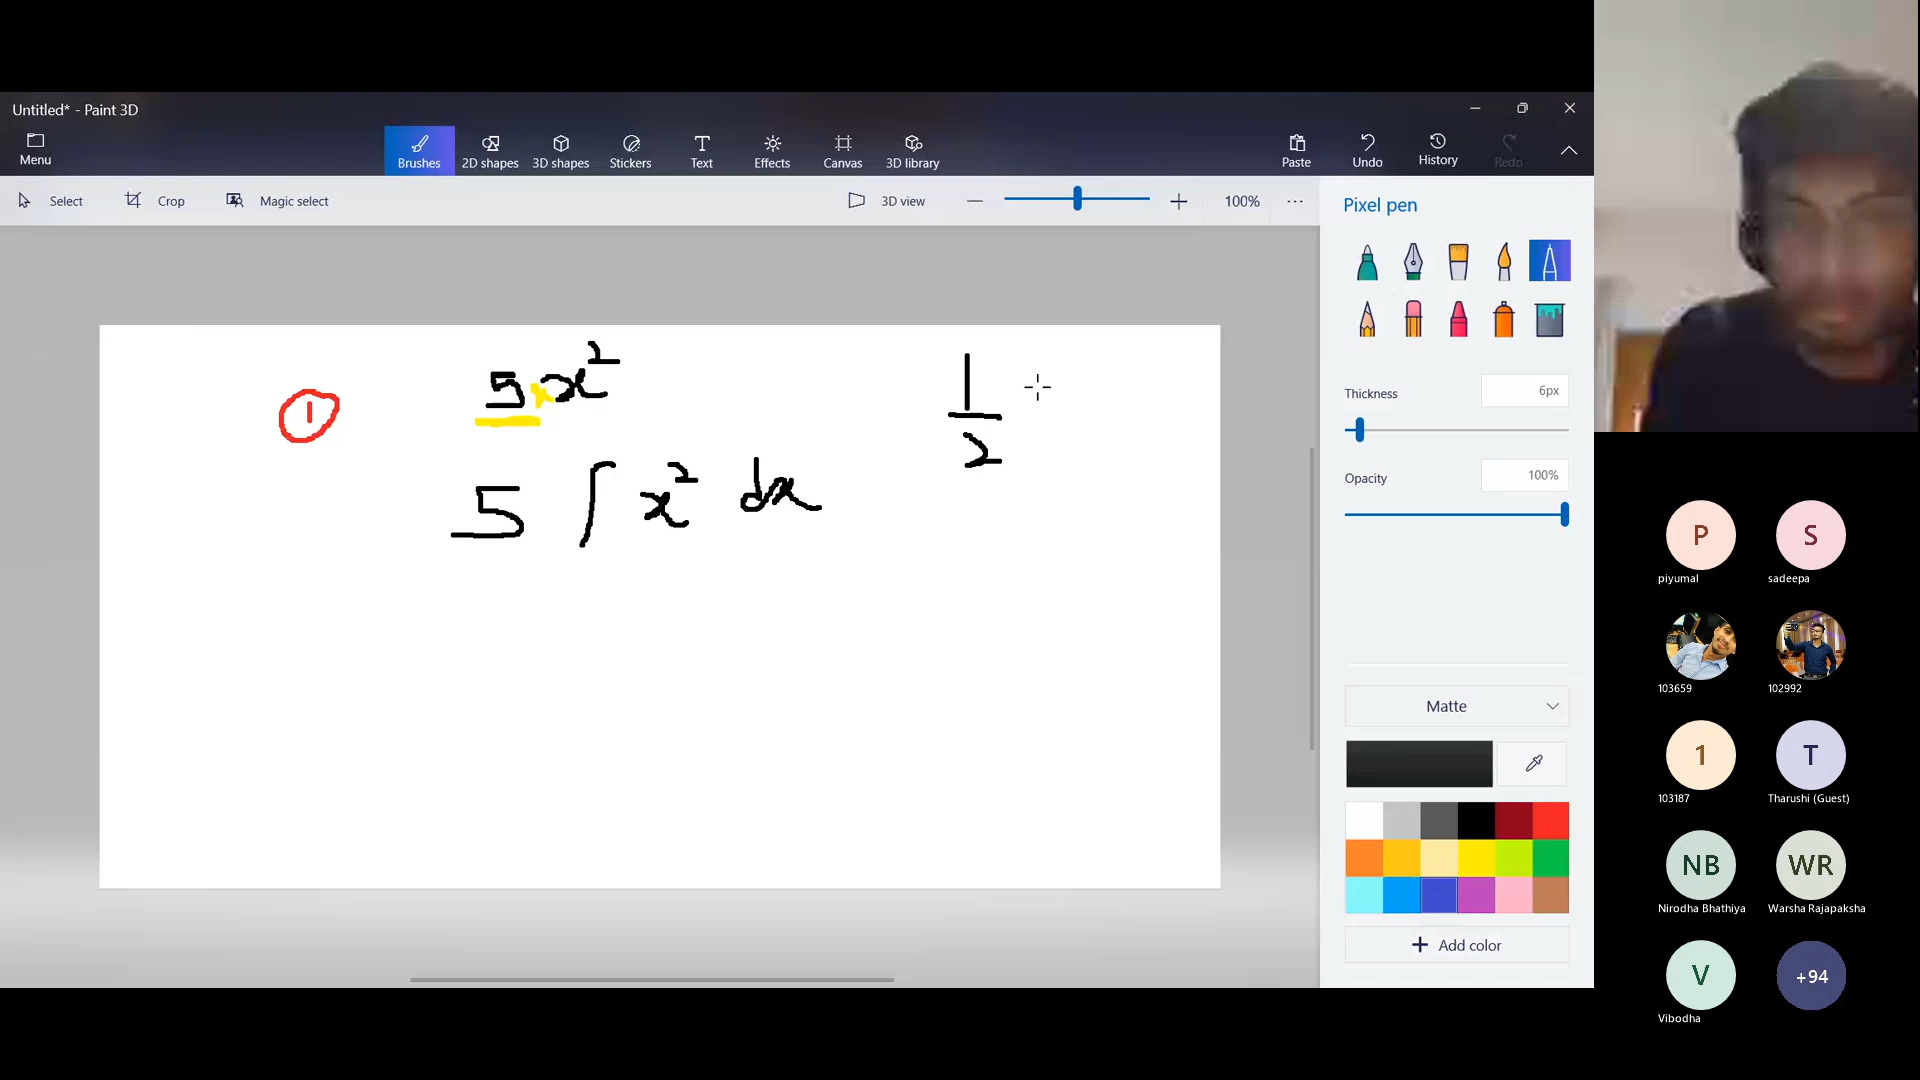 Untitled* - Paint 3D
Menu
Brushes
2D shapes
3D shapes
Stickers
Text
Effects
Canvas
3D library
Paste
Undo
History
Redo
Select
Crop
Magic select
3D view
100%
Pixel pen
Thickness
6px
Opacity
100%
Matte
Add color
1
5 x x²
5 ∫ x² dx
1
2
P
piyumal
S
sadeepa
103659
102992
1
103187
T
Tharushi (Guest)
NB
Nirodha Bhathiya
WR
Warsha Rajapaksha
V
Vibodha
+94